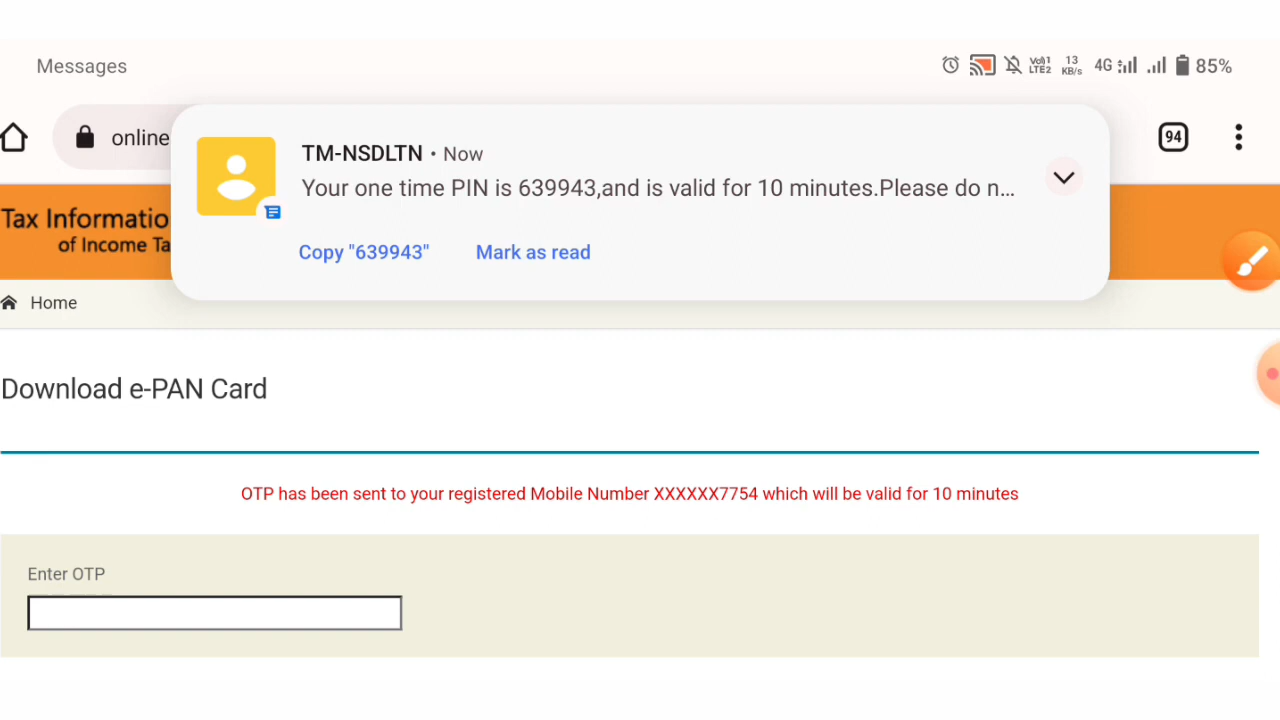 Messages
Vol) 1
LTE2
13
KB/s
4G
85%
online
94
TM-NSDLTN • Now
Your one time PIN is 639943,and is valid for 10 minutes.Please do n...
Copy "639943"
Mark as read
Tax Informatio
of Income Ta
Home
Download e-PAN Card
OTP has been sent to your registered Mobile Number XXXXXX7754 which will be valid for 10 minutes
Enter OTP